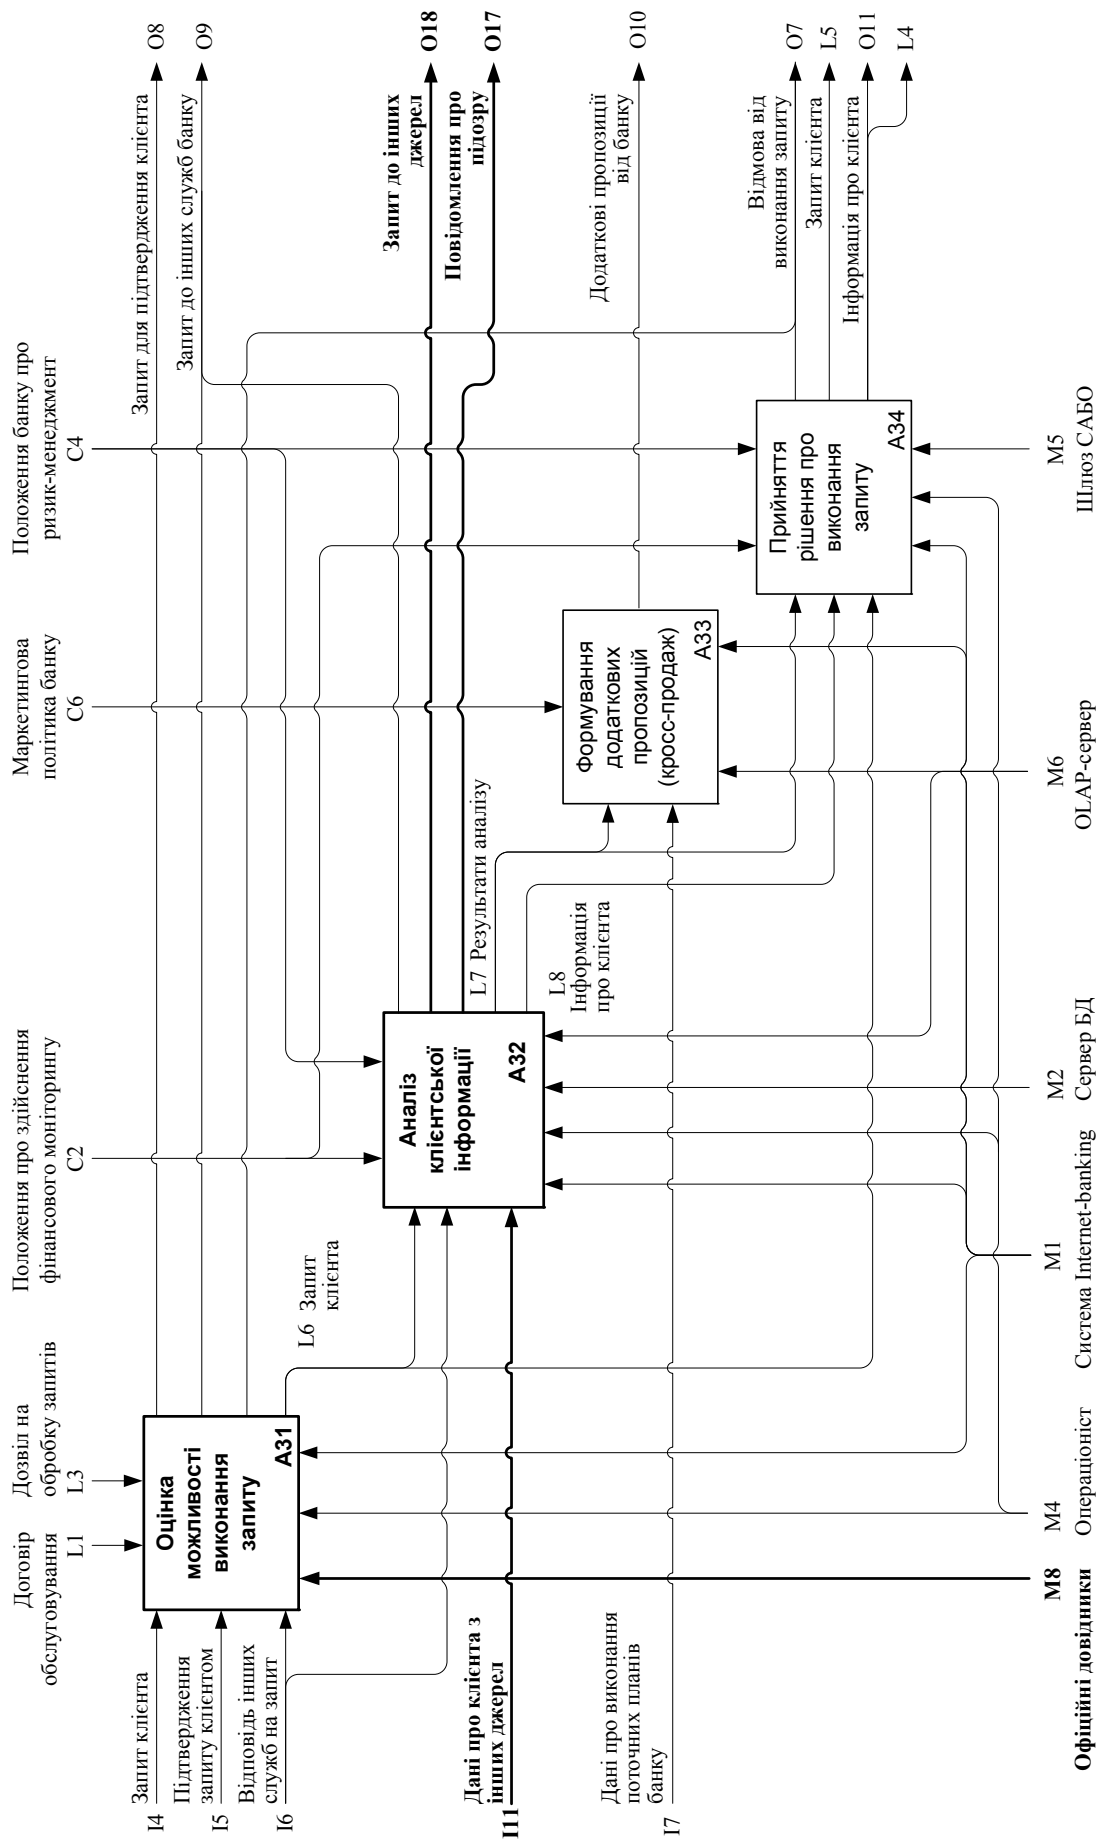 Договір
обслуговування
L1
Дозвіл на
обробку запитів
L3
Положення про здійснення
фінансового моніторингу
C2
Маркетингова
політика банку
C6
Положення банку про
ризик-менеджмент
C4
Запит клієнта
I4
Підтвердження
запиту клієнтом
I5
Відповідь інших
служб на запит
I6
Дані про клієнта з
інших джерел
I11
Дані про виконання
поточних планів
банку
I7
Оцінка
можливості
виконання
запиту
A31
L6 Запит
клієнта
Аналіз
клієнтської
інформації
A32
L7 Результати аналізу
L8
Інформація
про клієнта
Формування
додаткових
пропозицій
(кросс-продаж)
A33
Прийняття
рішення про
виконання
запиту
A34
Запит для підтвердження клієнта
O8
Запит до інших служб банку
O9
Запит до інших
джерел
O18
Повідомлення про
підозру
O17
Додаткові пропозиції
від банку
O10
Відмова від
виконання запиту
O7
Запит клієнта
L5
Інформація про клієнта
O11
L4
M8
Офіційні довідники
M4
Операціоніст
M1
Система Internet-banking
M2
Сервер БД
M6
OLAP-сервер
M5
Шлюз САБО